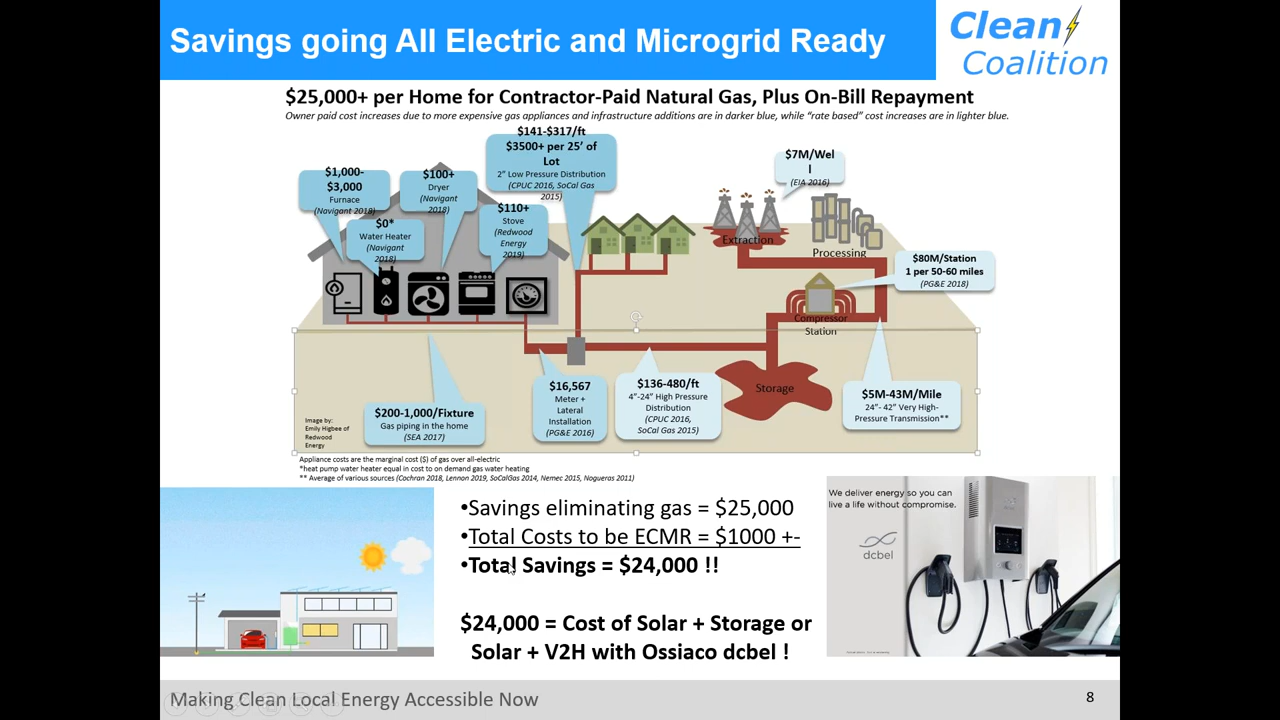 Savings going All Electric and Microgrid Ready
Clean
Coalition
$25,000+ per Home for Contractor-Paid Natural Gas, Plus On-Bill Repayment
Owner paid cost increases due to more expensive gas appliances and infrastructure additions are in darker blue, while “rate based” cost increases are in lighter blue.
$1,000-
$3,000
Furnace
(Navigant 2018)
$0*
Water Heater
(Navigant
2018)
$100+
Dryer
(Navigant
2018)
$110+
Stove
(Redwood
Energy
2019)
$141-$317/ft
$3500+ per 25’ of
Lot
2” Low Pressure Distribution
(CPUC 2016, SoCal Gas
2015)
$7M/Wel
l
(EIA 2016)
Extraction
Processing
$80M/Station
1 per 50-60 miles
(PG&E 2018)
Compressor
Station
Storage
$200-1,000/Fixture
Gas piping in the home
(SEA 2017)
$16,567
Meter +
Lateral
Installation
(PG&E 2016)
$136-480/ft
4”-24” High Pressure
Distribution
(CPUC 2016,
SoCal Gas 2015)
$5M-43M/Mile
24”- 42” Very High-
Pressure Transmission**
Image by:
Emily Higbee of
Redwood
Energy
Appliance costs are the marginal cost ($) of gas over all-electric
*heat pump water heater equal in cost to on demand gas water heating
** Average of various sources (Cochran 2018, Lennon 2019, SoCalGas 2014, Nemec 2015, Nogueras 2011)
•Savings eliminating gas = $25,000
•Total Costs to be ECMR = $1000 +-
•Total Savings = $24,000 !!
$24,000 = Cost of Solar + Storage or
Solar + V2H with Ossiaco dcbel !
We deliver energy so you can
live a life without compromise.
dcbel
Making Clean Local Energy Accessible Now
8